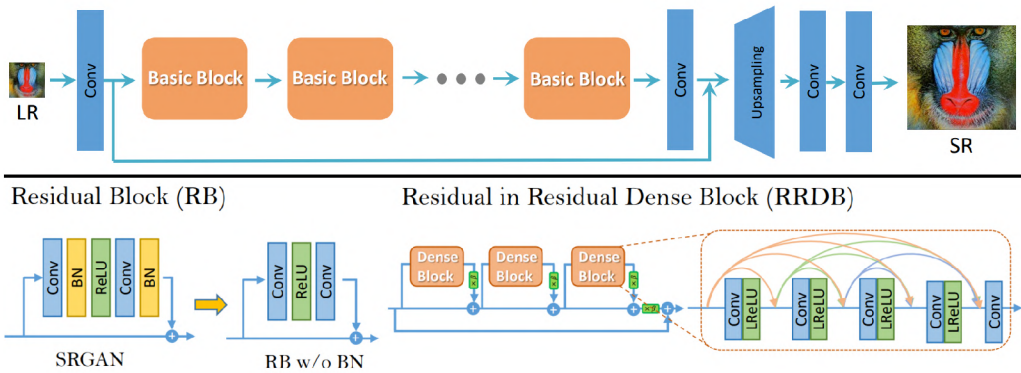 LR
Conv
Basic Block
Basic Block
Basic Block
Conv
Upsampling
Conv
Conv
SR
Residual Block (RB)
Residual in Residual Dense Block (RRDB)
Conv
BN
ReLU
Conv
BN
SRGAN
Conv
ReLU
Conv
RB w/o BN
Dense
Block
×β
Dense
Block
×β
Dense
Block
×β
×β
Conv
LReLU
Conv
LReLU
Conv
LReLU
Conv
LReLU
Conv